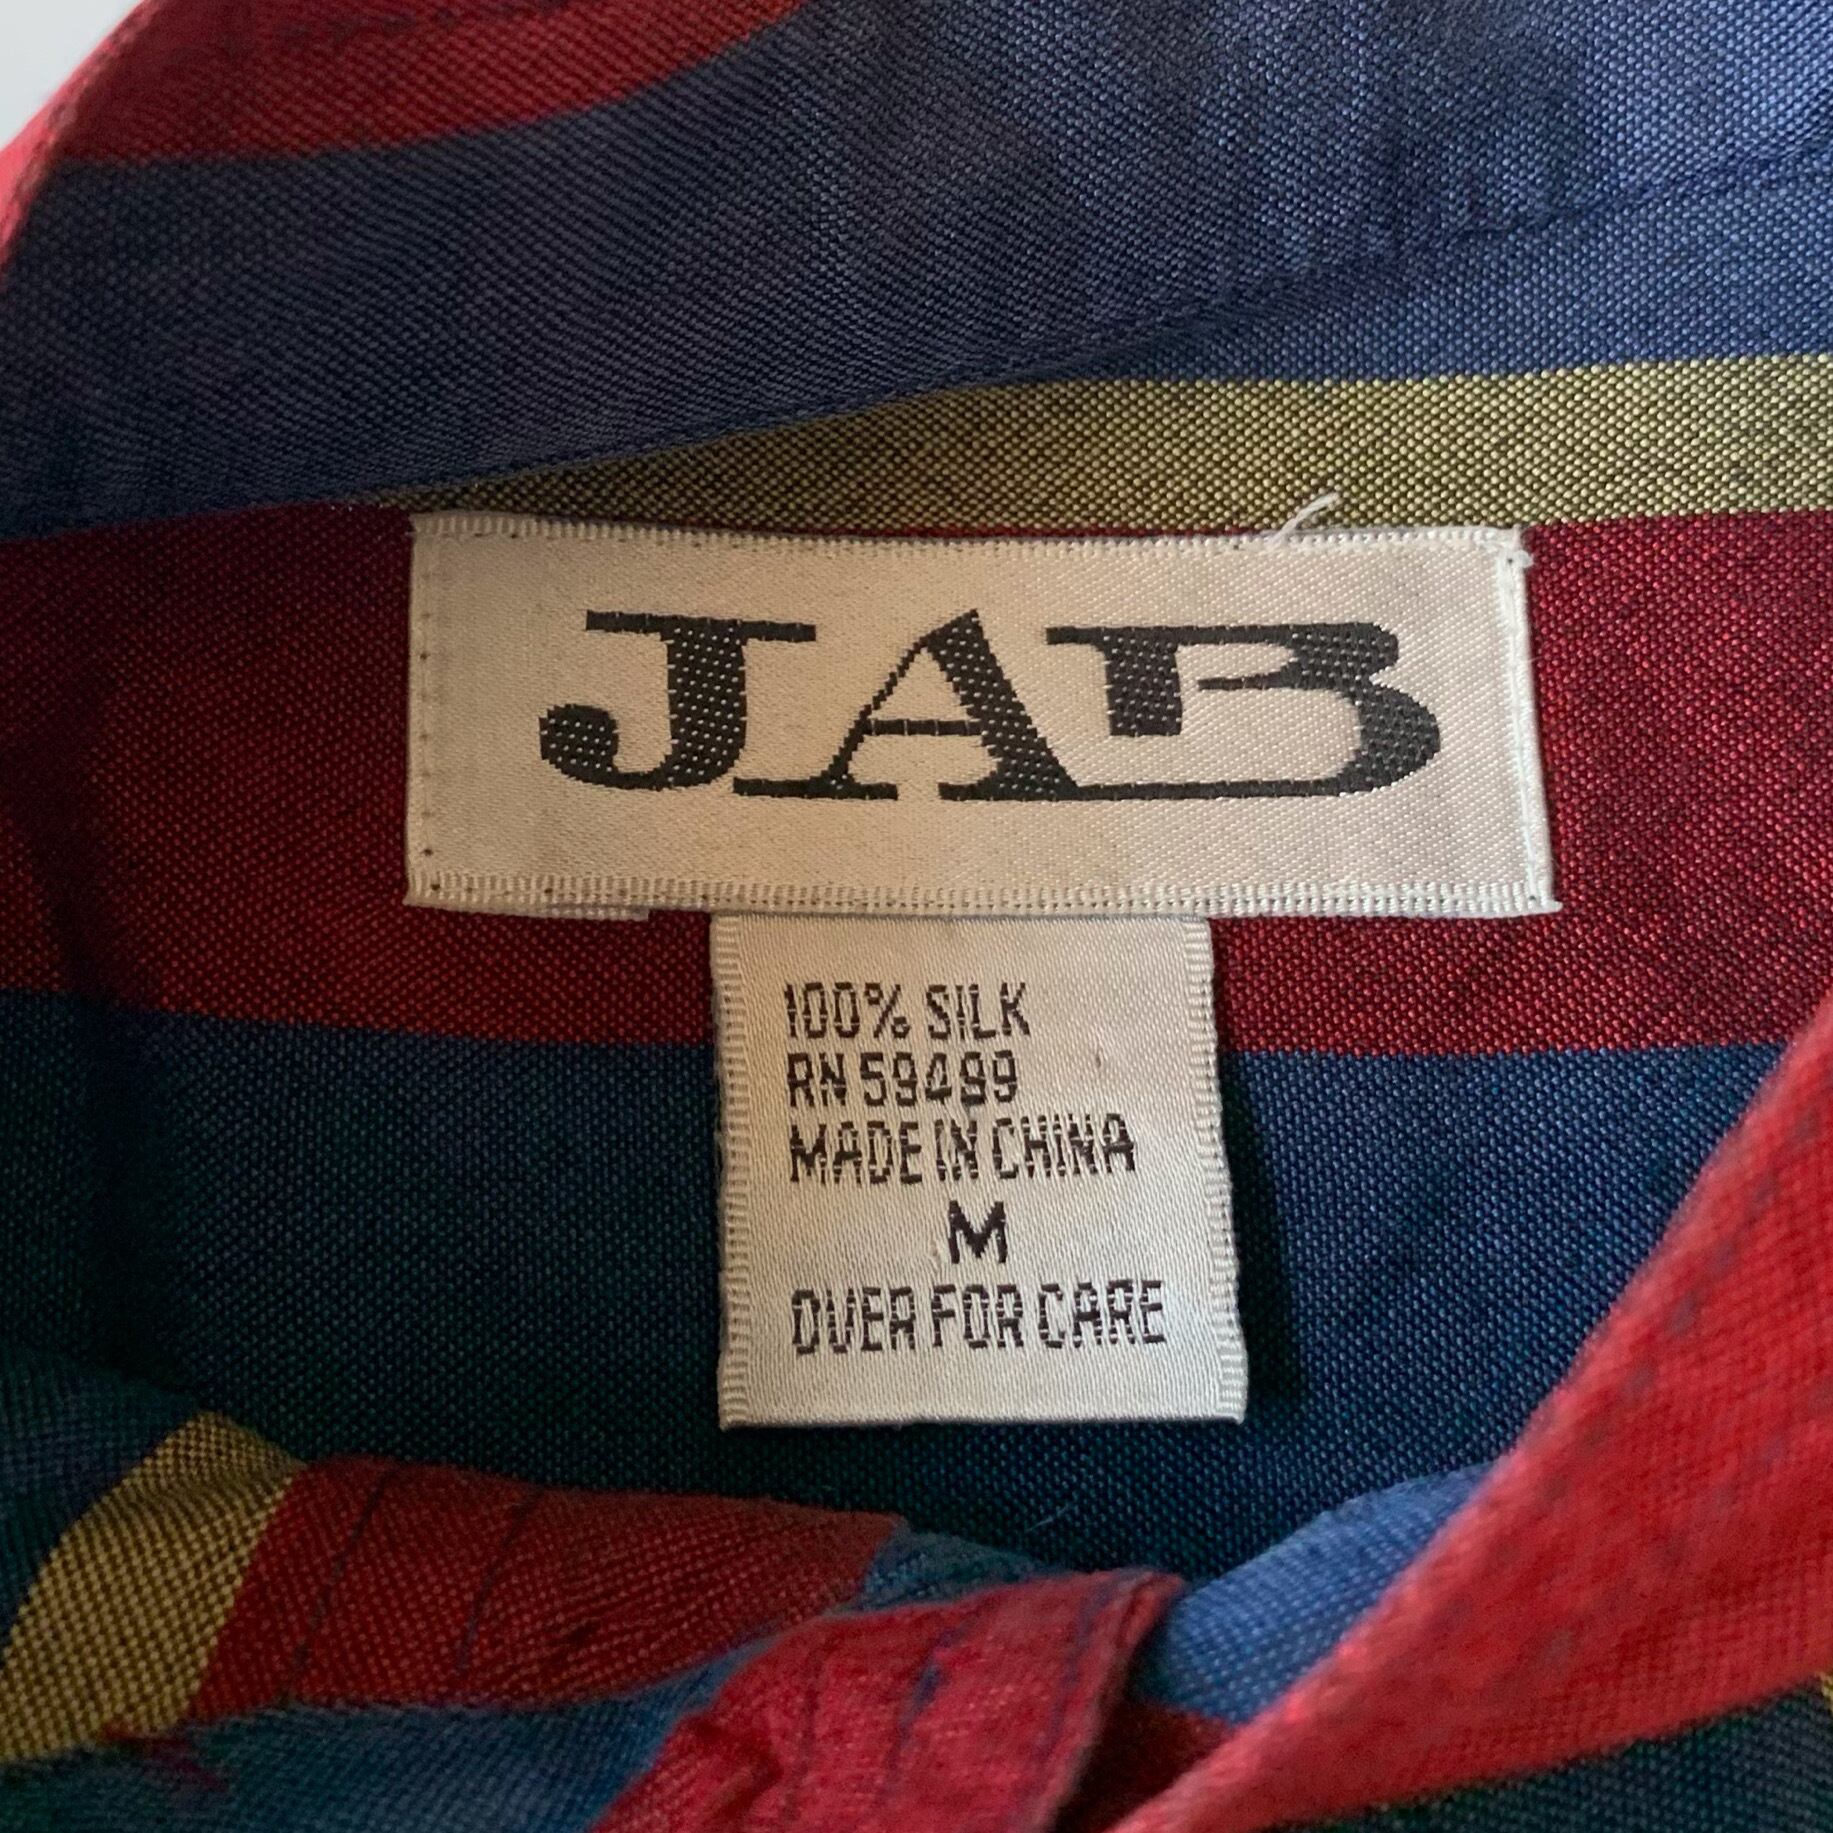 JAB
100% SILK
RN 59499
MADE IN CHINA
M
OVER FOR CARE